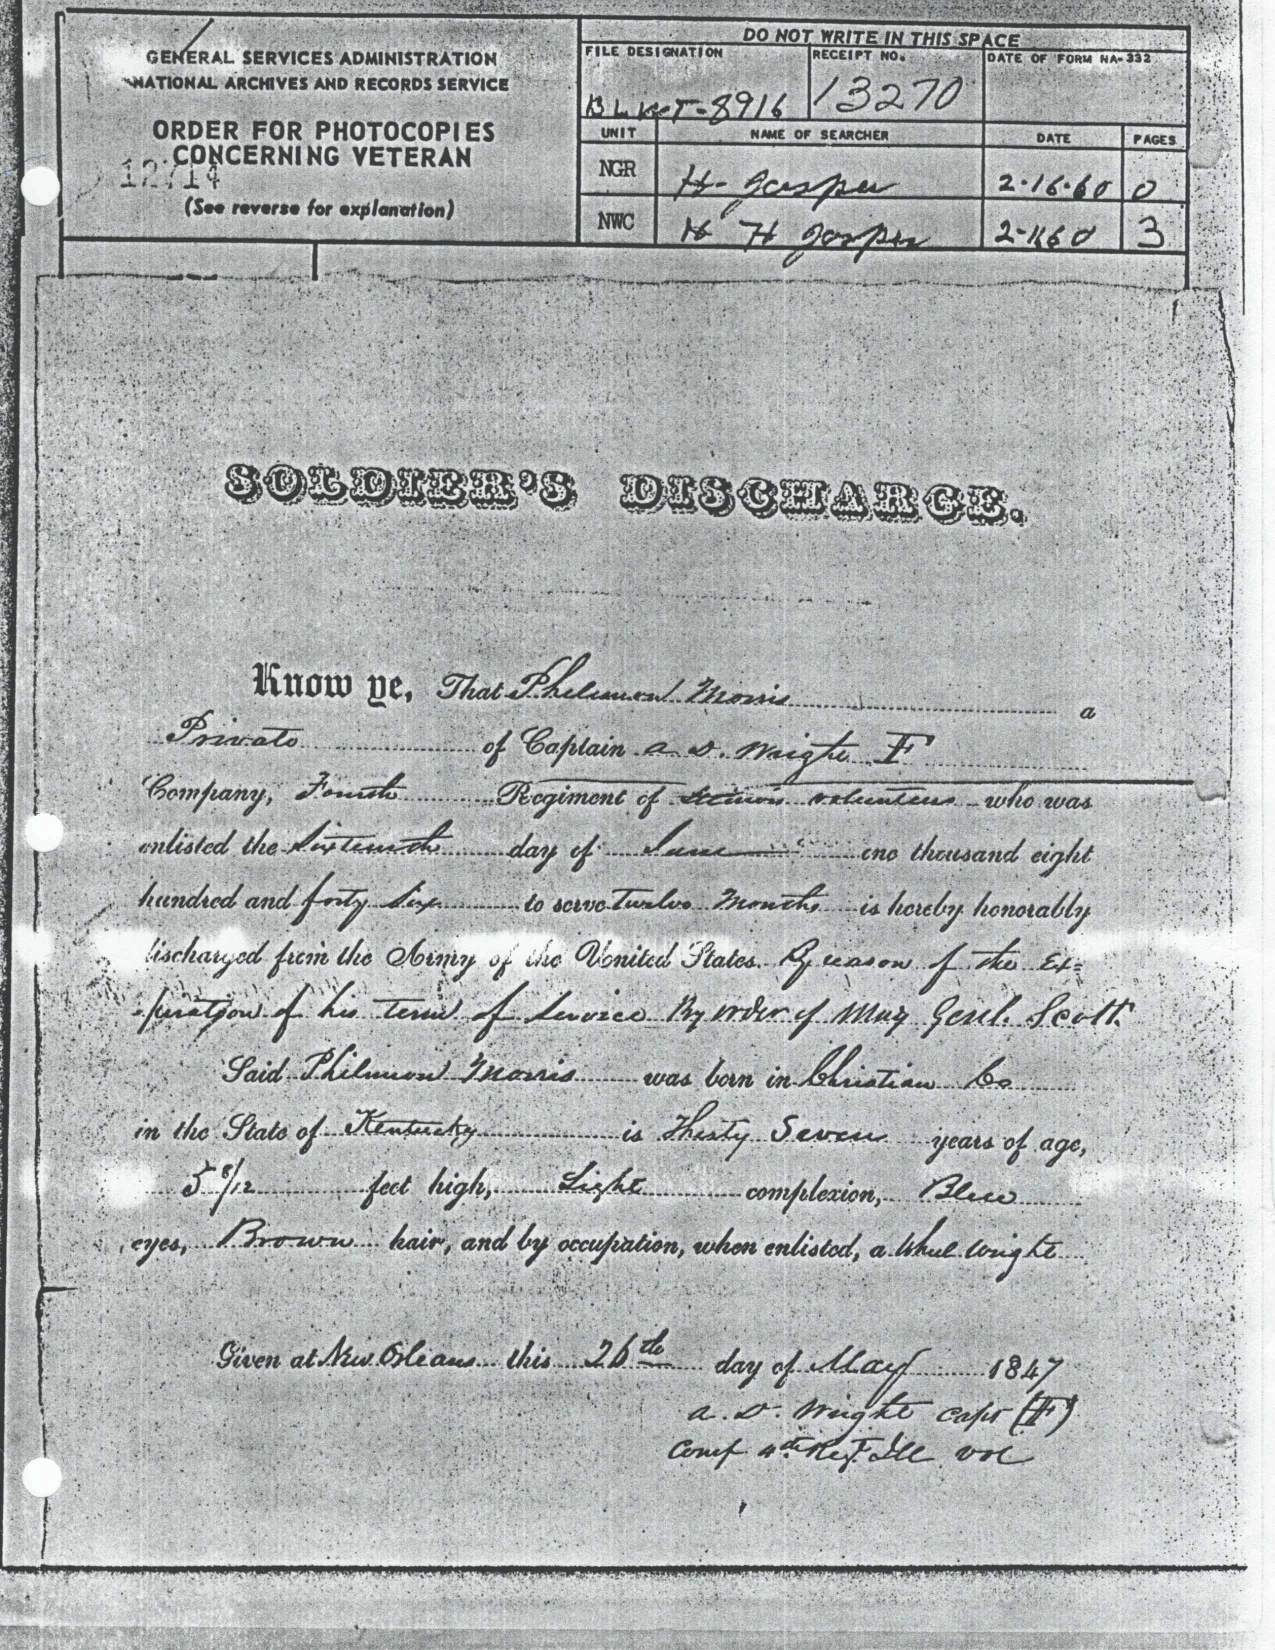 GENERAL SERVICES ADMINISTRATION
NATIONAL ARCHIVES AND RECORDS SERVICE
ORDER FOR PHOTOCOPIES
CONCERNING VETERAN
12714
(See reverse for explanation)
DO NOT WRITE IN THIS SPACE
FILE DESIGNATION
RECEIPT NO.
DATE OF FORM NA-332
BLWT-8916
13270
UNIT
NAME OF SEARCHER
DATE
PAGES
NGR
H. Jasper
2-16-60
0
NWC
H Jasper
3
SOLDIER'S DISCHARGE.
Know ye, That Philemon Morris a
Private of Captain A. D. Wright F
Company, Fourth Regiment of Illinois Volunteers who was
enlisted the Sixteenth day of June one thousand eight
hundred and forty six to serve Twelve Months is hereby honorably
discharged from the Army of the United States. By reason of the Ex-
-piration of his term of Service By order of Maj Genl. Scott
Said Philemon Morris was born in Christian Co
in the State of Kentucky is Thirty Seven years of age,
5 8/12 feet high, Light complexion, Blue
eyes, Brown hair, and by occupation, when enlisted, a Wheel Wright
Given at New Orleans this 26th day of May 1847
A. D. Wright Capt (F)
Comp 4th Regt. Ill Vol